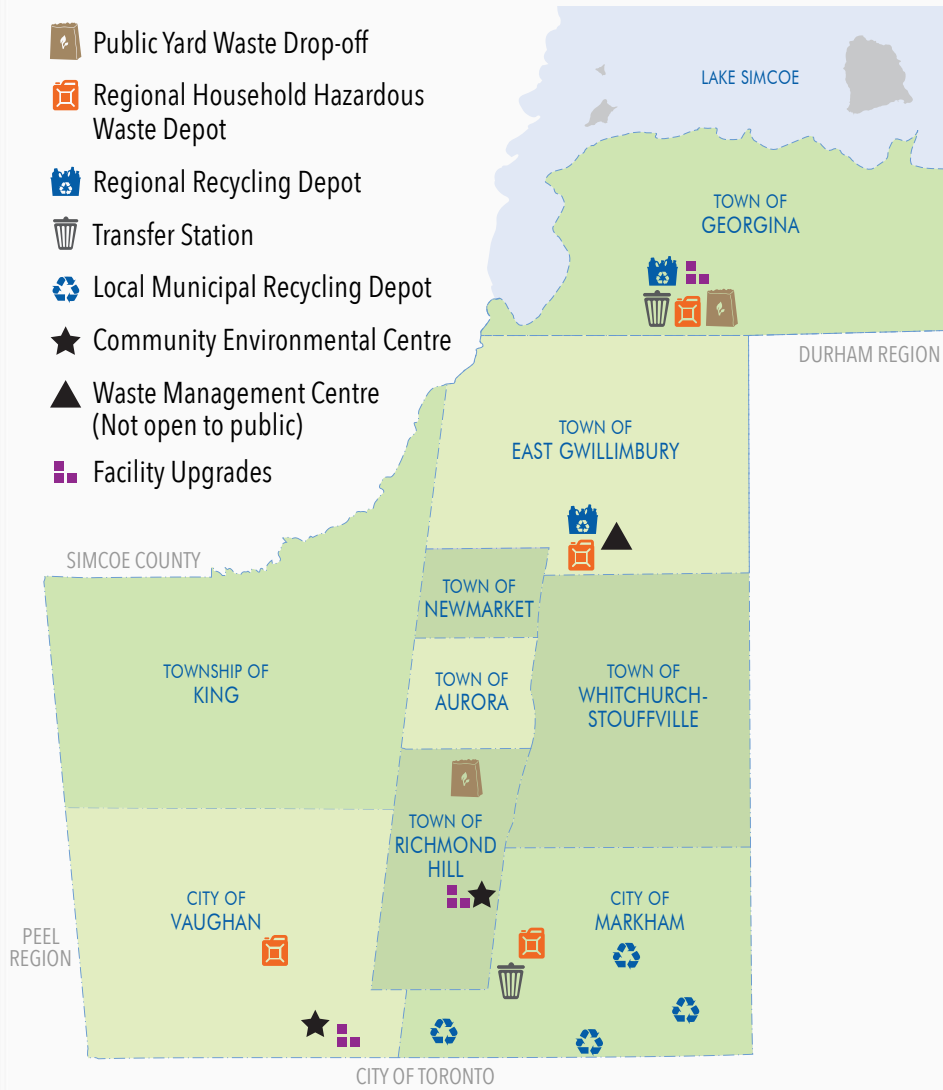 Public Yard Waste Drop-off
Regional Household Hazardous
Waste Depot
Regional Recycling Depot
Transfer Station
Local Municipal Recycling Depot
Community Environmental Centre
Waste Management Centre
(Not open to public)
Facility Upgrades
LAKE SIMCOE
TOWN OF
GEORGINA
DURHAM REGION
TOWN OF
EAST GWILLIMBURY
SIMCOE COUNTY
TOWN OF
NEWMARKET
TOWNSHIP OF
KING
TOWN OF
AURORA
TOWN OF
WHITCHURCH-
STOUFFVILLE
TOWN OF
RICHMOND
HILL
CITY OF
VAUGHAN
CITY OF
MARKHAM
PEEL
REGION
CITY OF TORONTO